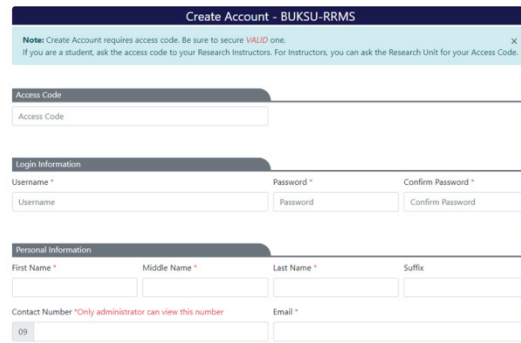 Create Account - BUKSU-RRMS
Note: Create Account requires access code. Be sure to secure VALID one. ×
If you are a student, ask the access code to your Research Instructors. For Instructors, you can ask the Research Unit for your Access Code.
Access Code
Access Code
Login Information
Username * Password * Confirm Password *
Username Password Confirm Password
Personal Information
First Name * Middle Name * Last Name * Suffix
Contact Number *Only administrator can view this number Email *
09